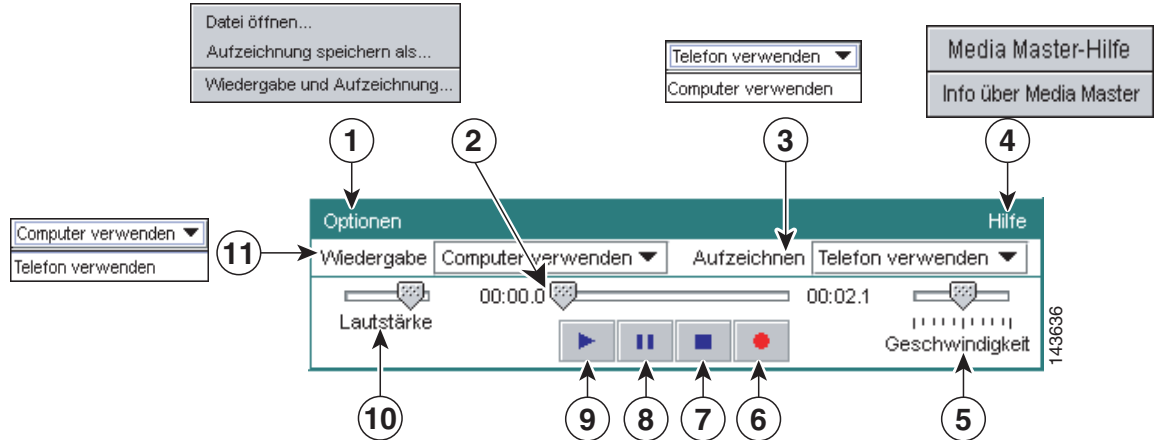 Datei öffnen...
Aufzeichnung speichern als...
Wiedergabe und Aufzeichnung...
Telefon verwenden
Computer verwenden
Media Master-Hilfe
Info über Media Master
1
2
3
4
Optionen
Hilfe
Computer verwenden
Telefon verwenden
11
Wiedergabe Computer verwenden Aufzeichnen Telefon verwenden
00:00.0 00:02.1
Lautstärke
Geschwindigkeit
143636
10
9
8
7
6
5